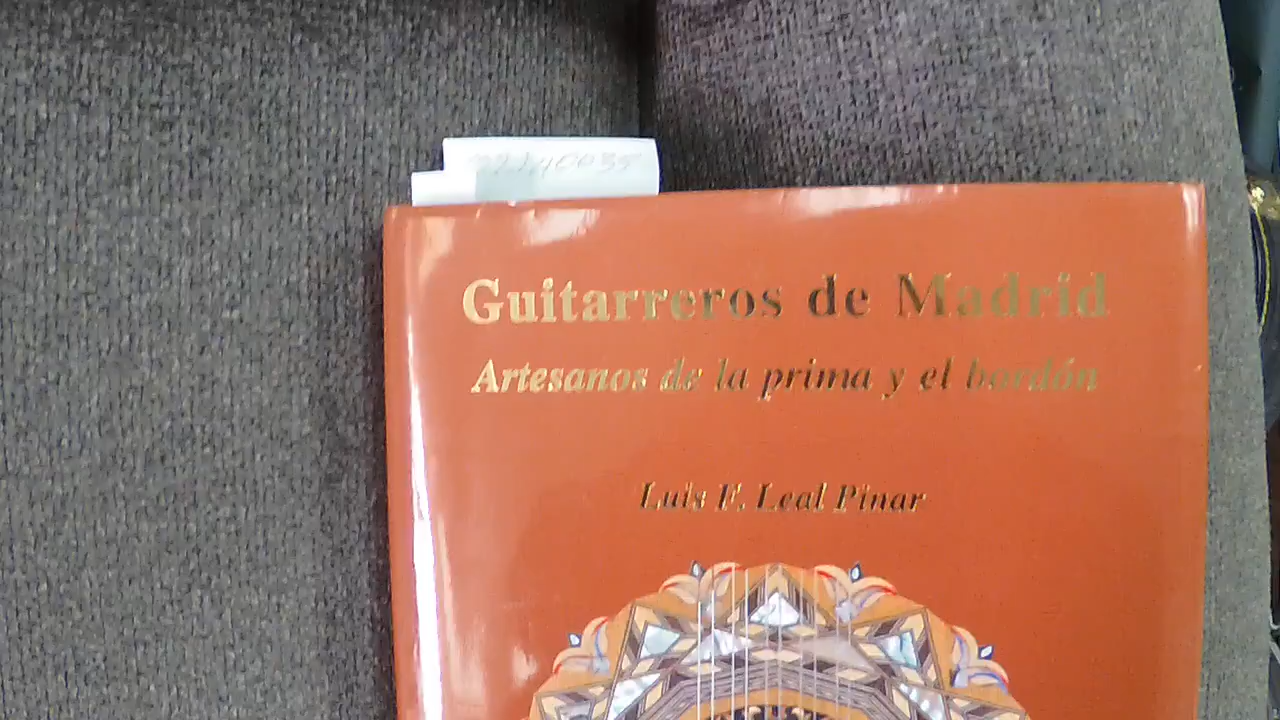 Guitarreros de Madrid
Artesanos de la prima y el bordón
Luis F. Leal Pinar